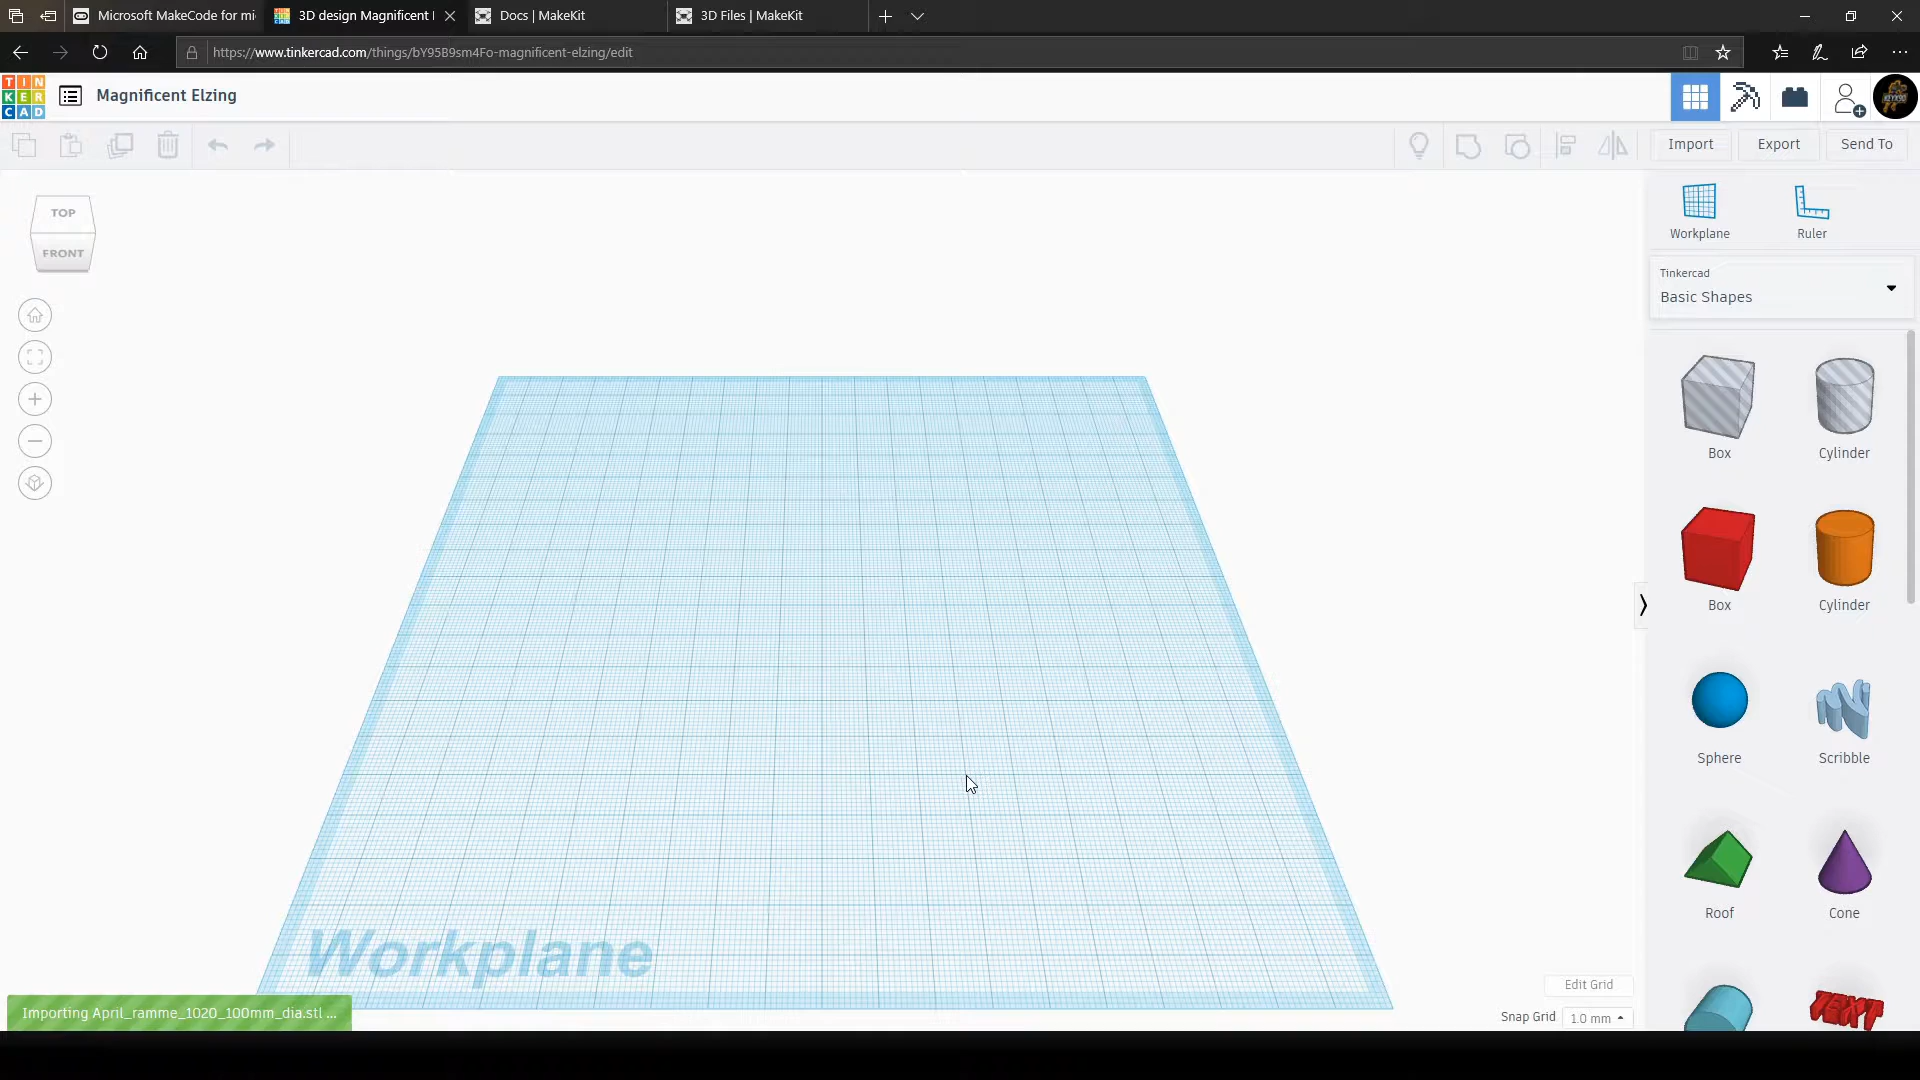 Microsoft MakeCode for mi
3D design Magnificent
Docs | MakeKit
3D Files | MakeKit
https://www.tinkercad.com/things/bY95B9sm4Fo-magnificent-elzing/edit
TIN
KER
CAD
Magnificent Elzing
Import
Export
Send To
TOP
FRONT
Workplane
Ruler
Tinkercad
Basic Shapes
Box
Cylinder
Box
Cylinder
Sphere
Scribble
Roof
Cone
TEXT
Workplane
Edit Grid
Snap Grid
1.0 mm
Importing April_ramme_1020_100mm_dia.stl ...